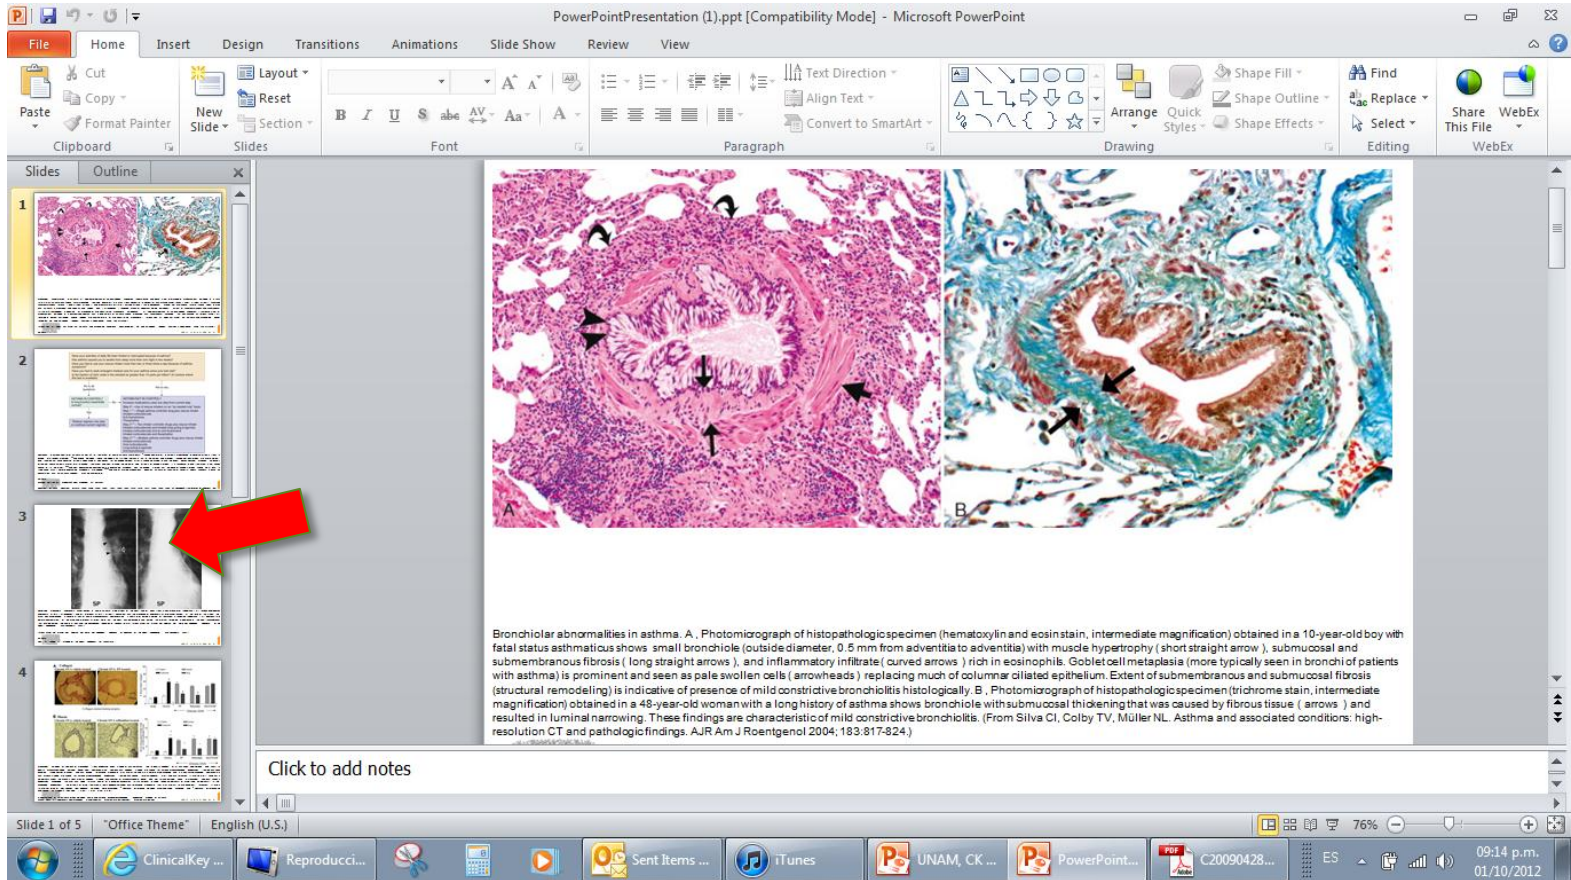 PowerPointPresentation (1).ppt [Compatibility Mode] - Microsoft PowerPoint
File Home Insert Design Transitions Animations Slide Show Review View
Paste
Cut
Copy
Format Painter
Clipboard
New Slide
Layout
Reset
Section
Slides
B I U S abc AV Aa A
Font
Text Direction
Align Text
Convert to SmartArt
Paragraph
Arrange
Quick Styles
Shape Fill
Shape Outline
Shape Effects
Drawing
Find
Replace
Select
Editing
Share This File
WebEx
WebEx
Slides Outline
1
2
3
4
A
B
Bronchiolar abnormalities in asthma. A , Photomicrograph of histopathologic specimen (hematoxylin and eosin stain, intermediate magnification) obtained in a 10-year-old boy with
fatal status asthmaticus shows small bronchiole (outside diameter, 0.5 mm from adventitia to adventitia) with muscle hypertrophy ( short straight arrow ), submucosal and
submembranous fibrosis ( long straight arrows ), and inflammatory infiltrate ( curved arrows ) rich in eosinophils. Goblet cell metaplasia (more typically seen in bronchi of patients
with asthma) is prominent and seen as pale swollen cells ( arrowheads ) replacing much of columnar ciliated epithelium. Extent of submembranous and submucosal fibrosis
(structural remodeling) is indicative of presence of mild constrictive bronchiolitis histologically. B , Photomicrograph of histopathologic specimen (trichrome stain, intermediate
magnification) obtained in a 48-year-old woman with a long history of asthma shows bronchiole with submucosal thickening that was caused by fibrous tissue ( arrows ) and
resulted in luminal narrowing. These findings are characteristic of mild constrictive bronchiolitis. (From Silva CI, Colby TV, Müller NL. Asthma and associated conditions: high-
resolution CT and pathologic findings. AJR Am J Roentgenol 2004; 183:817-824.)
Click to add notes
Slide 1 of 5 "Office Theme" English (U.S.) 76%
ClinicalKey ... Reproducci... Sent Items ... iTunes UNAM, CK ... PowerPoint... C20090428... ES 09:14 p.m.
01/10/2012